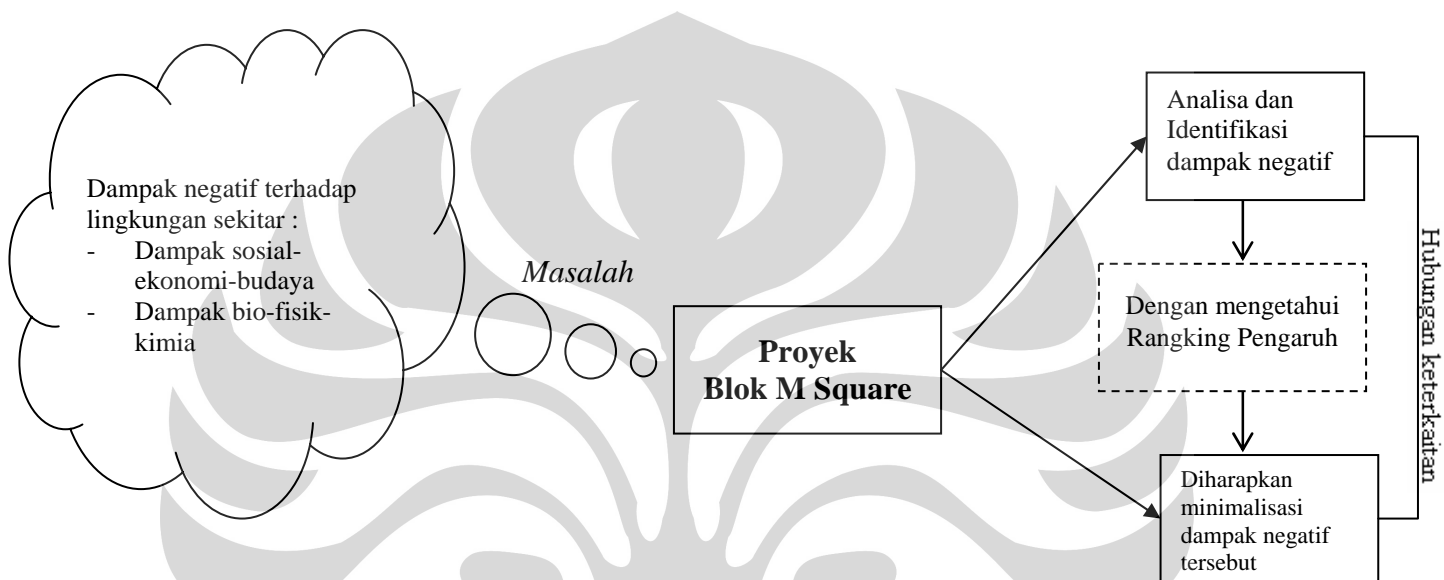 Dampak negatif terhadap
lingkungan sekitar :
- Dampak sosial-
ekonomi-budaya
- Dampak bio-fisik-
kimia
Masalah
Proyek
Blok M Square
Analisa dan
Identifikasi
dampak negatif
Dengan mengetahui
Rangking Pengaruh
Diharapkan
minimalisasi
dampak negatif
tersebut
Hubungan keterkaitan